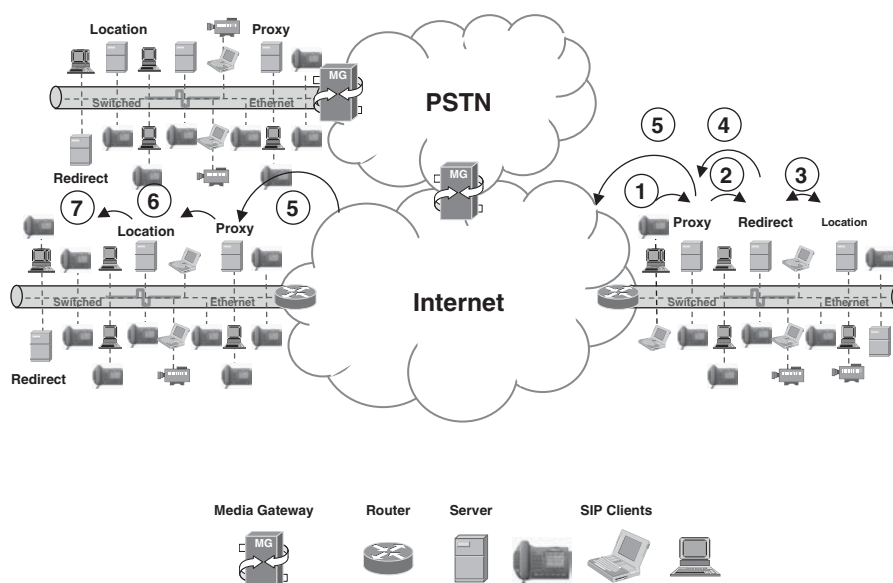 Location
Proxy
MG
PSTN
Switched
Ethernet
Redirect
MG
5
4
1
2
3
Proxy
Redirect
Location
7
6
5
Location
Proxy
Internet
Switched
Ethernet
Switched
Ethernet
Redirect
Media Gateway
Router
Server
SIP Clients
MG